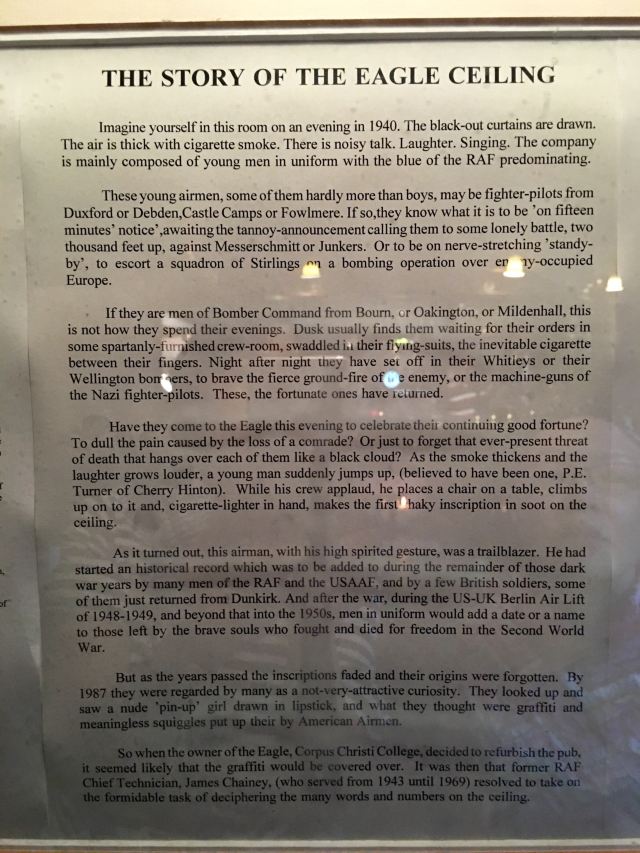 THE STORY OF THE EAGLE CEILING
Imagine yourself in this room on an evening in 1940. The black-out curtains are drawn.
The air is thick with cigarette smoke. There is noisy talk. Laughter. Singing. The company
is mainly composed of young men in uniform with the blue of the RAF predominating.
These young airmen, some of them hardly more than boys, may be fighter-pilots from
Duxford or Debden,Castle Camps or Fowlmere. If so,they know what it is to be 'on fifteen
minutes' notice',awaiting the tannoy-announcement calling them to some lonely battle, two
thousand feet up, against Messerschmitt or Junkers. Or to be on nerve-stretching 'standy-
by', to escort a squadron of Stirlings on a bombing operation over enemy-occupied
Europe.
If they are men of Bomber Command from Bourn, or Oakington, or Mildenhall, this
is not how they spend their evenings. Dusk usually finds them waiting for their orders in
some spartanly-furnished crew-room, swaddled in their flying-suits, the inevitable cigarette
between their fingers. Night after night they have set off in their Whitleys or their
Wellington bombers, to brave the fierce ground-fire of the enemy, or the machine-guns of
the Nazi fighter-pilots. These, the fortunate ones have returned.
Have they come to the Eagle this evening to celebrate their continuing good fortune?
To dull the pain caused by the loss of a comrade? Or just to forget that ever-present threat
of death that hangs over each of them like a black cloud? As the smoke thickens and the
laughter grows louder, a young man suddenly jumps up, (believed to have been one, P.E.
Turner of Cherry Hinton). While his crew applaud, he places a chair on a table, climbs
up on to it and, cigarette-lighter in hand, makes the first shaky inscription in soot on the
ceiling.
As it turned out, this airman, with his high spirited gesture, was a trailblazer. He had
started an historical record which was to be added to during the remainder of those dark
war years by many men of the RAF and the USAAF, and by a few British soldiers, some
of them just returned from Dunkirk. And after the war, during the US-UK Berlin Air Lift
of 1948-1949, and beyond that into the 1950s, men in uniform would add a date or a name
to those left by the brave souls who fought and died for freedom in the Second World
War.
But as the years passed the inscriptions faded and their origins were forgotten. By
1987 they were regarded by many as a not-very-attractive curiosity. They looked up and
saw a nude 'pin-up' girl drawn in lipstick, and what they thought were graffiti and
meaningless squiggles put up their by American Airmen.
So when the owner of the Eagle, Corpus Christi College, decided to refurbish the pub,
it seemed likely that the graffiti would be covered over. It was then that former RAF
Chief Technician, James Chainey, (who served from 1943 until 1969) resolved to take on
the formidable task of deciphering the many words and numbers on the ceiling.